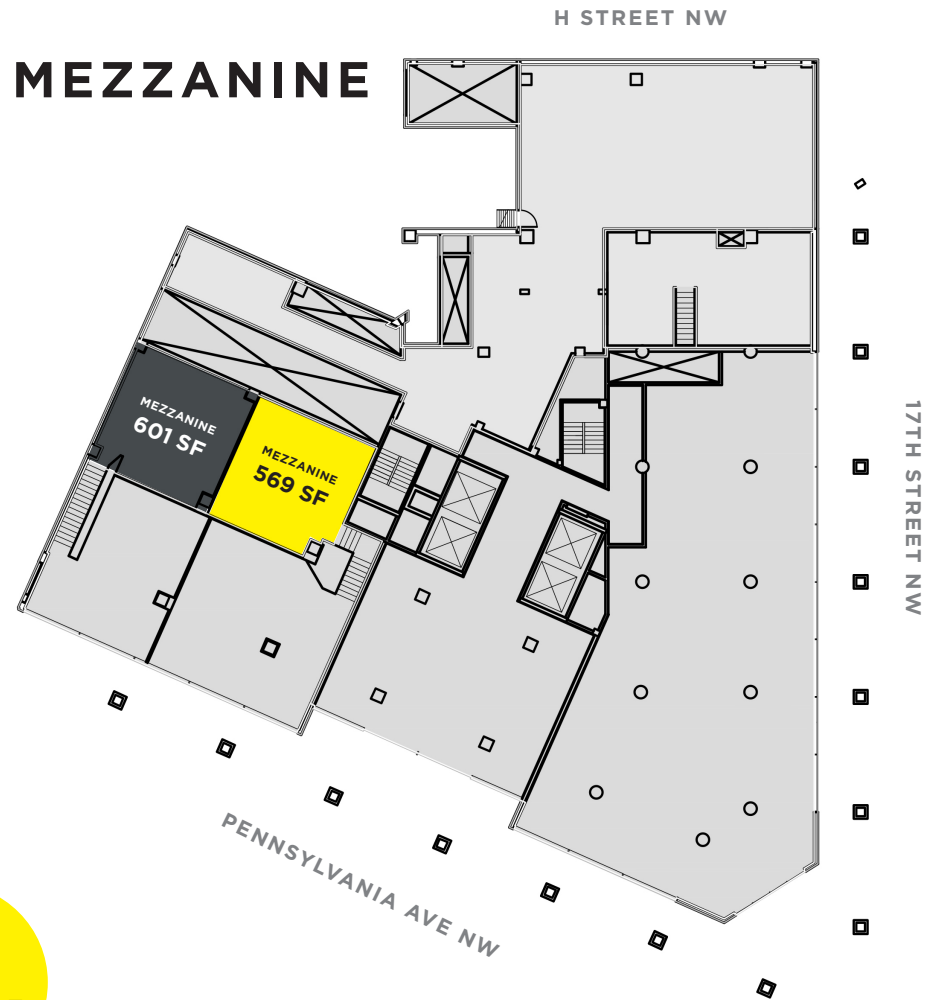 H STREET NW
MEZZANINE
MEZZANINE
601 SF
MEZZANINE
569 SF
17TH STREET NW
PENNSYLVANIA AVE NW